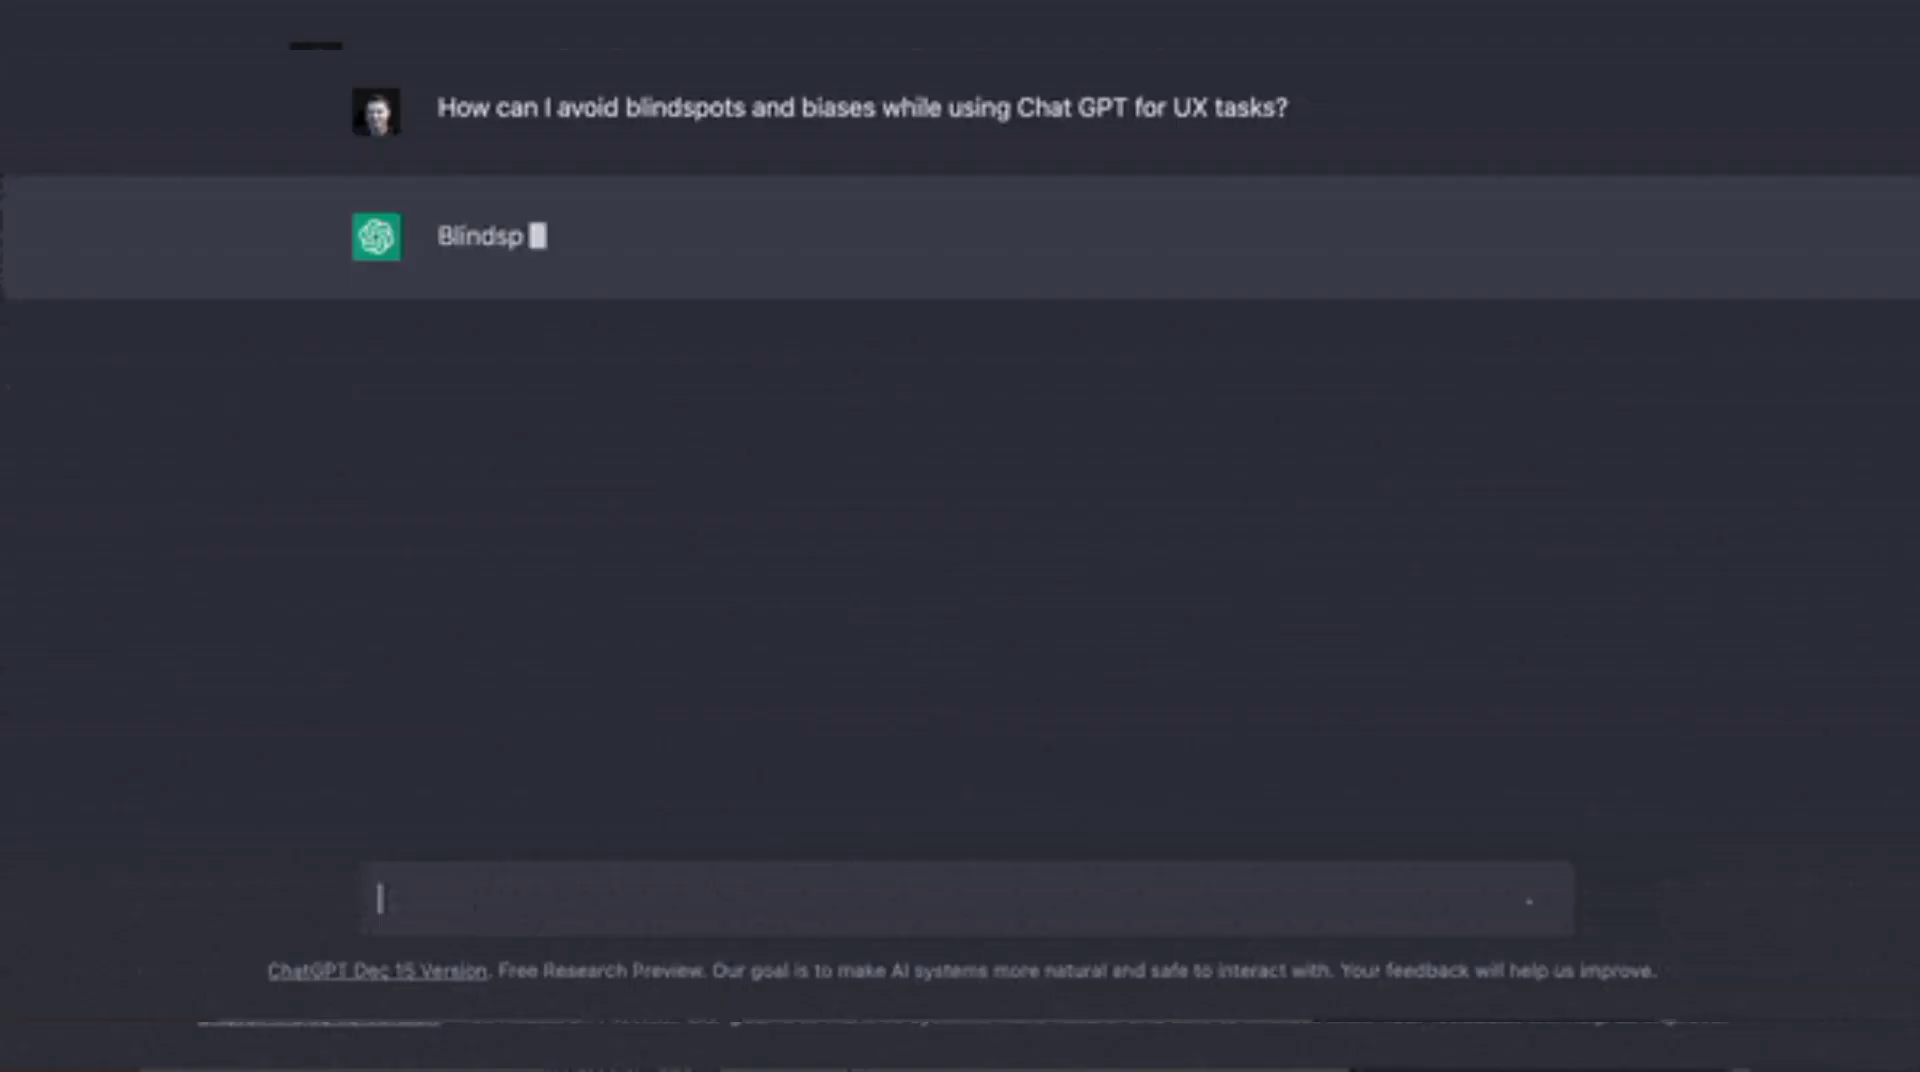 How can I avoid blindspots and biases while using Chat GPT for UX tasks?
Blindsp
ChatGPT Dec 15 Version. Free Research Preview. Our goal is to make AI systems more natural and safe to interact with. Your feedback will help us improve.